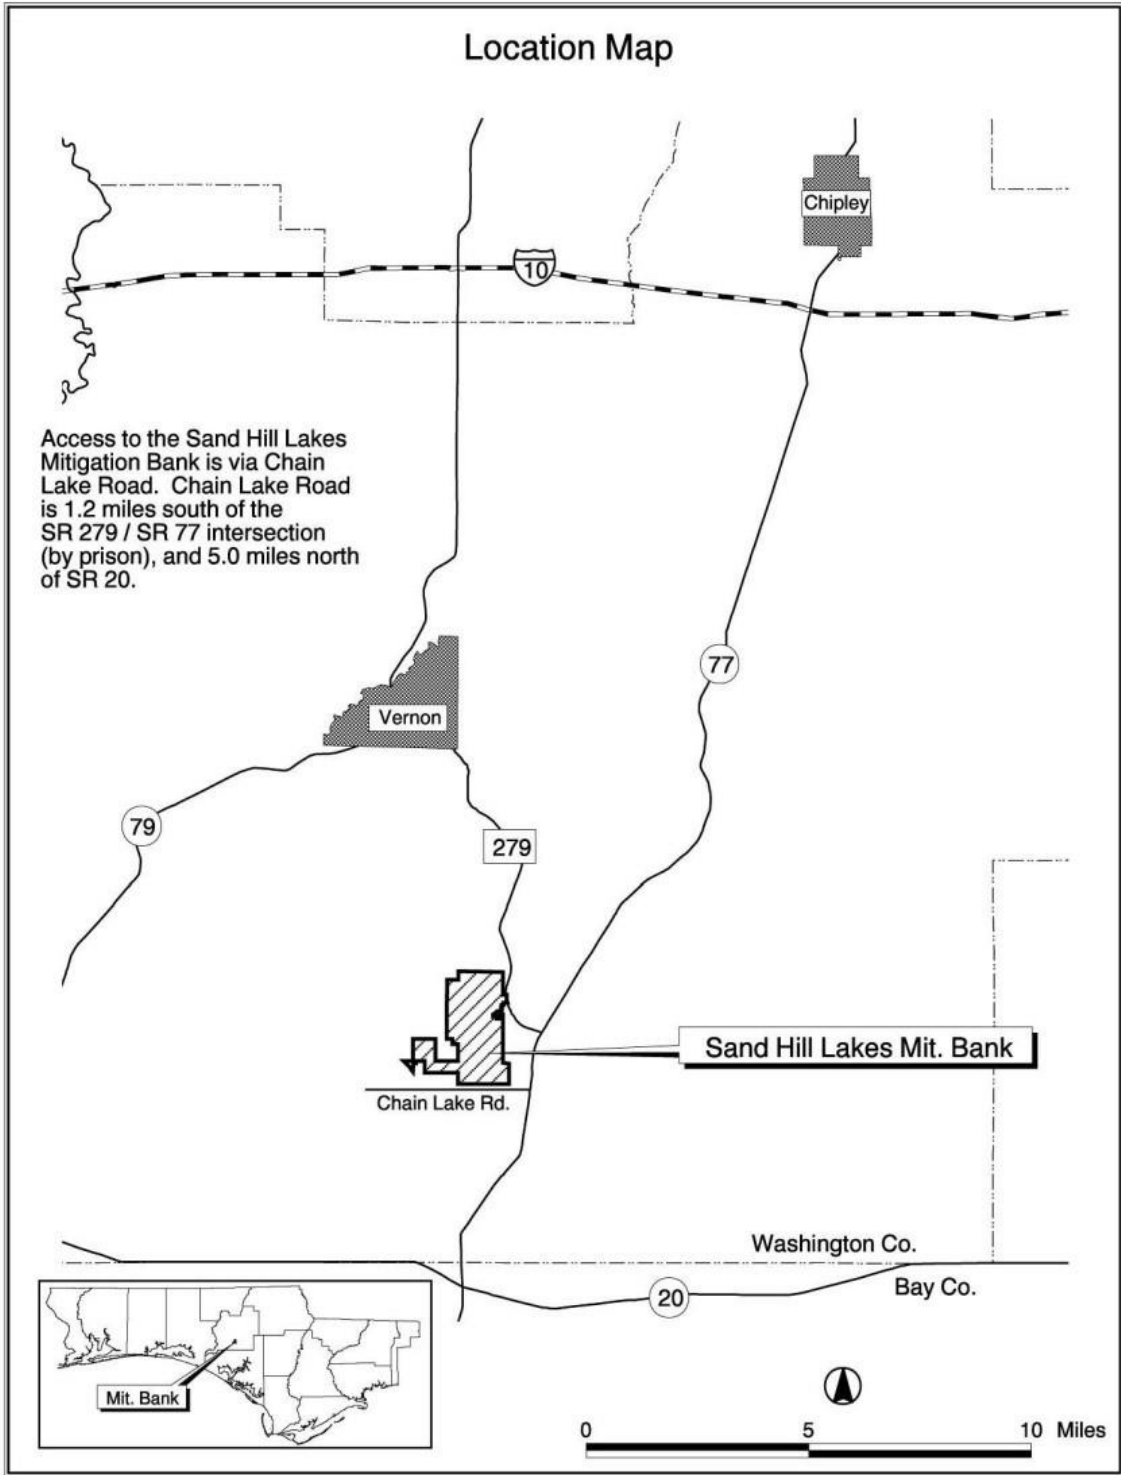 Location Map
Chipley
10
Access to the Sand Hill Lakes
Mitigation Bank is via Chain
Lake Road.  Chain Lake Road
is 1.2 miles south of the
SR 279 / SR 77 intersection
(by prison), and 5.0 miles north
of SR 20.
77
Vernon
79
279
Sand Hill Lakes Mit. Bank
Chain Lake Rd.
Washington Co.
Bay Co.
20
Mit. Bank
0 5 10 Miles